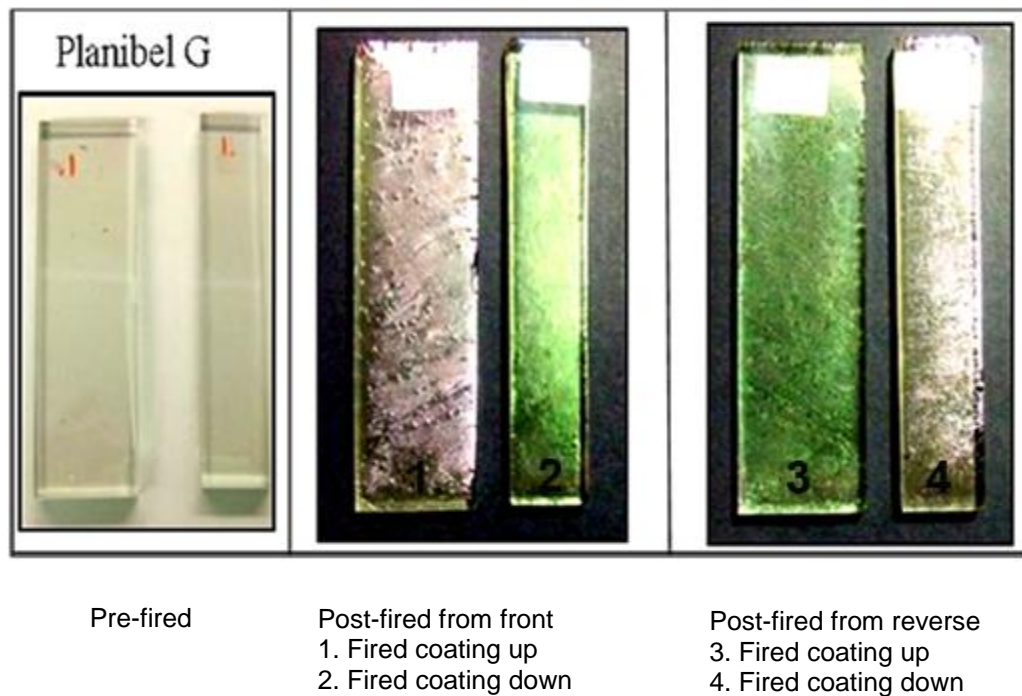 Planibel G
1
2
3
4
Pre-fired
Post-fired from front
1. Fired coating up
2. Fired coating down
Post-fired from reverse
3. Fired coating up
4. Fired coating down